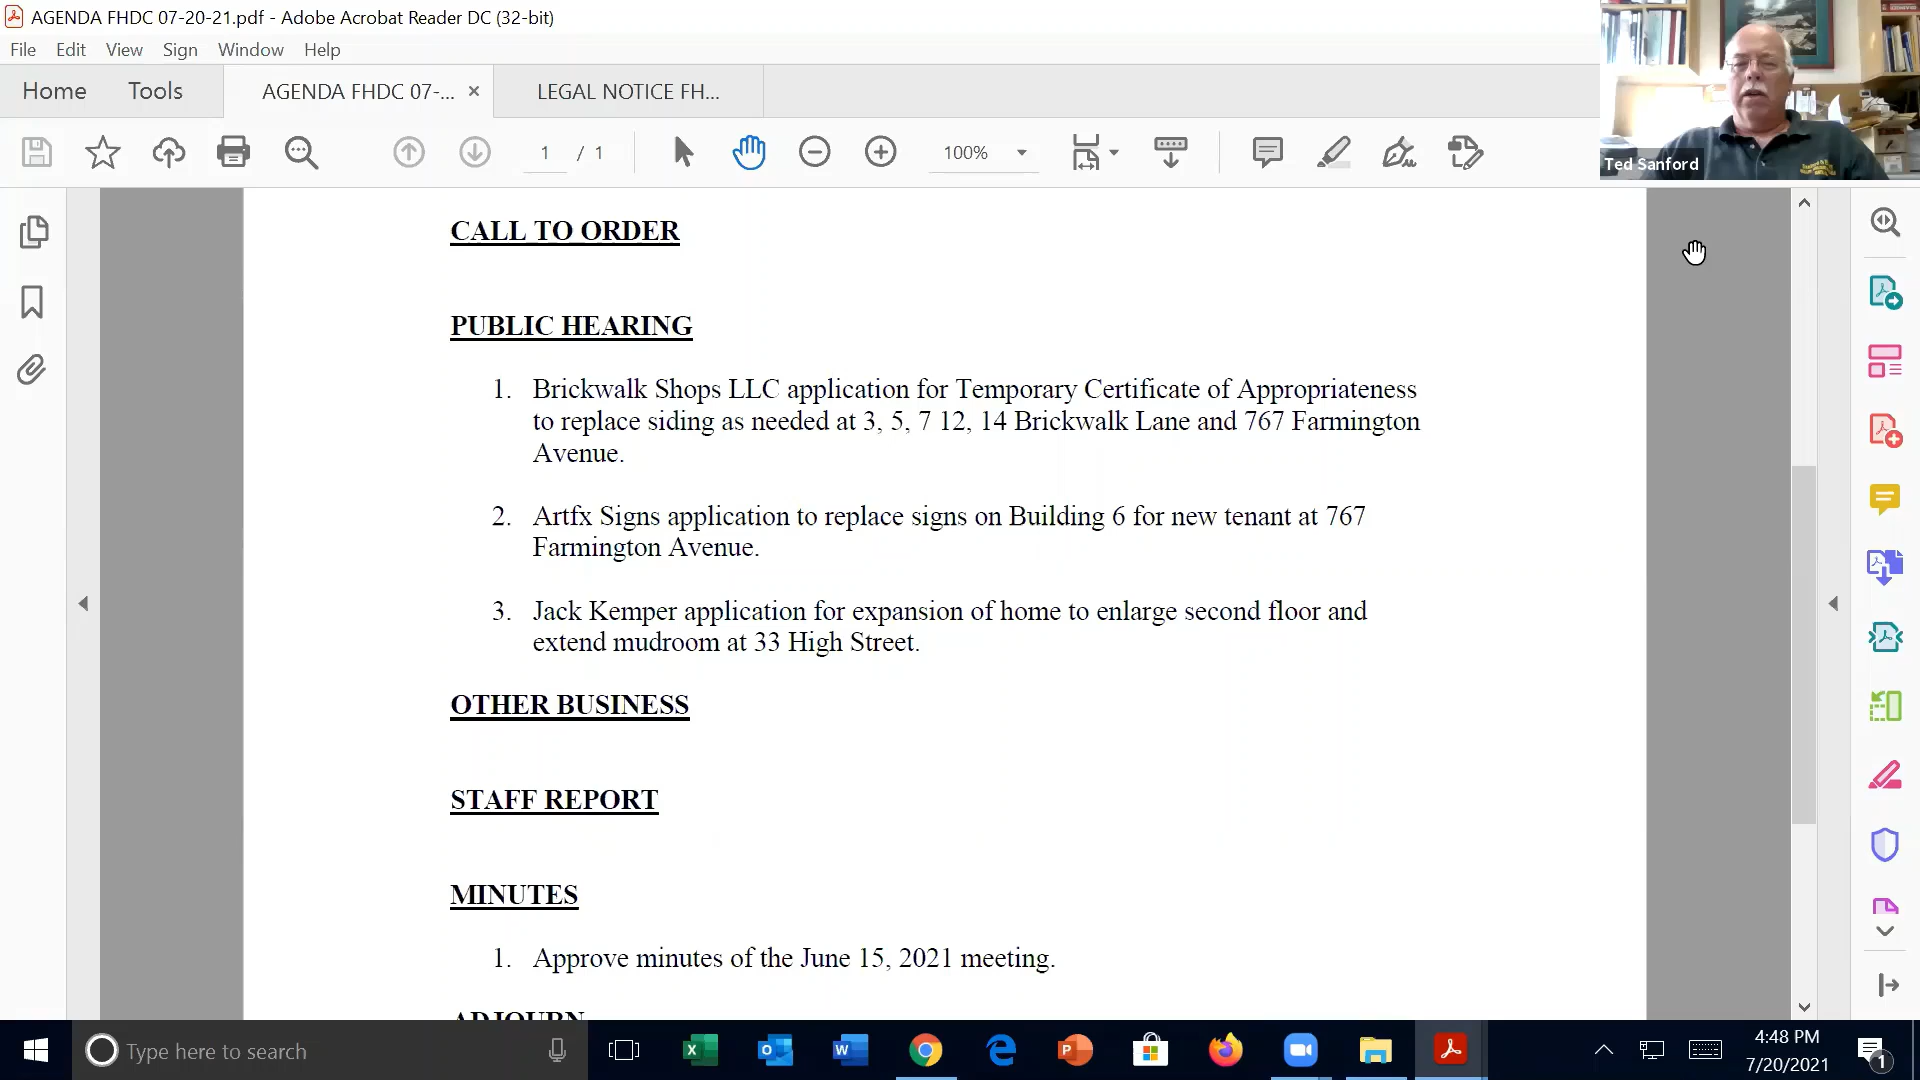 AGENDA FHDC 07-20-21.pdf - Adobe Acrobat Reader DC (32-bit)
File Edit View Sign Window Help
Home Tools AGENDA FHDC 07-... × LEGAL NOTICE FH...
1 / 1 100%
Ted Sanford
CALL TO ORDER
PUBLIC HEARING
1. Brickwalk Shops LLC application for Temporary Certificate of Appropriateness
to replace siding as needed at 3, 5, 7 12, 14 Brickwalk Lane and 767 Farmington
Avenue.
2. Artfx Signs application to replace signs on Building 6 for new tenant at 767
Farmington Avenue.
3. Jack Kemper application for expansion of home to enlarge second floor and
extend mudroom at 33 High Street.
OTHER BUSINESS
STAFF REPORT
MINUTES
1. Approve minutes of the June 15, 2021 meeting.
ADJOURN
Type here to search
4:48 PM
7/20/2021
1